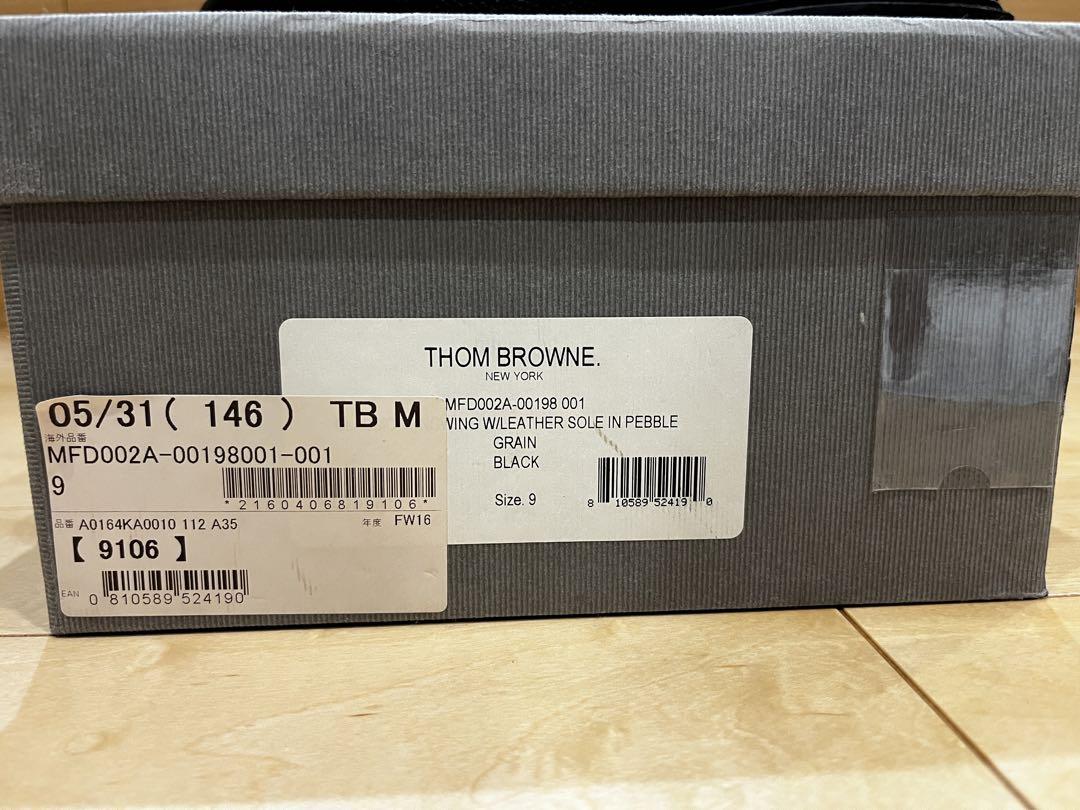 THOM BROWNE.
NEW YORK
MFD002A-00198 001
WING W/LEATHER SOLE IN PEBBLE
GRAIN
BLACK
Size. 9
8 10589 52419 0
05/31( 146 ) TB M
海外品番
MFD002A-00198001-001
9
*2160406819106*
品番 A0164KA0010 112 A35 年度 FW16
【 9106 】
EAN 0 810589 524190